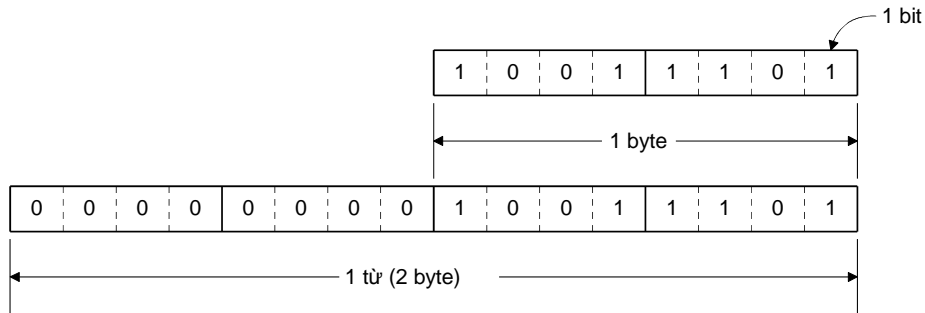 1 bit
1 0 0 1 1 1 0 1
1 byte
0 0 0 0 0 0 0 0 1 0 0 1 1 1 0 1
1 từ (2 byte)